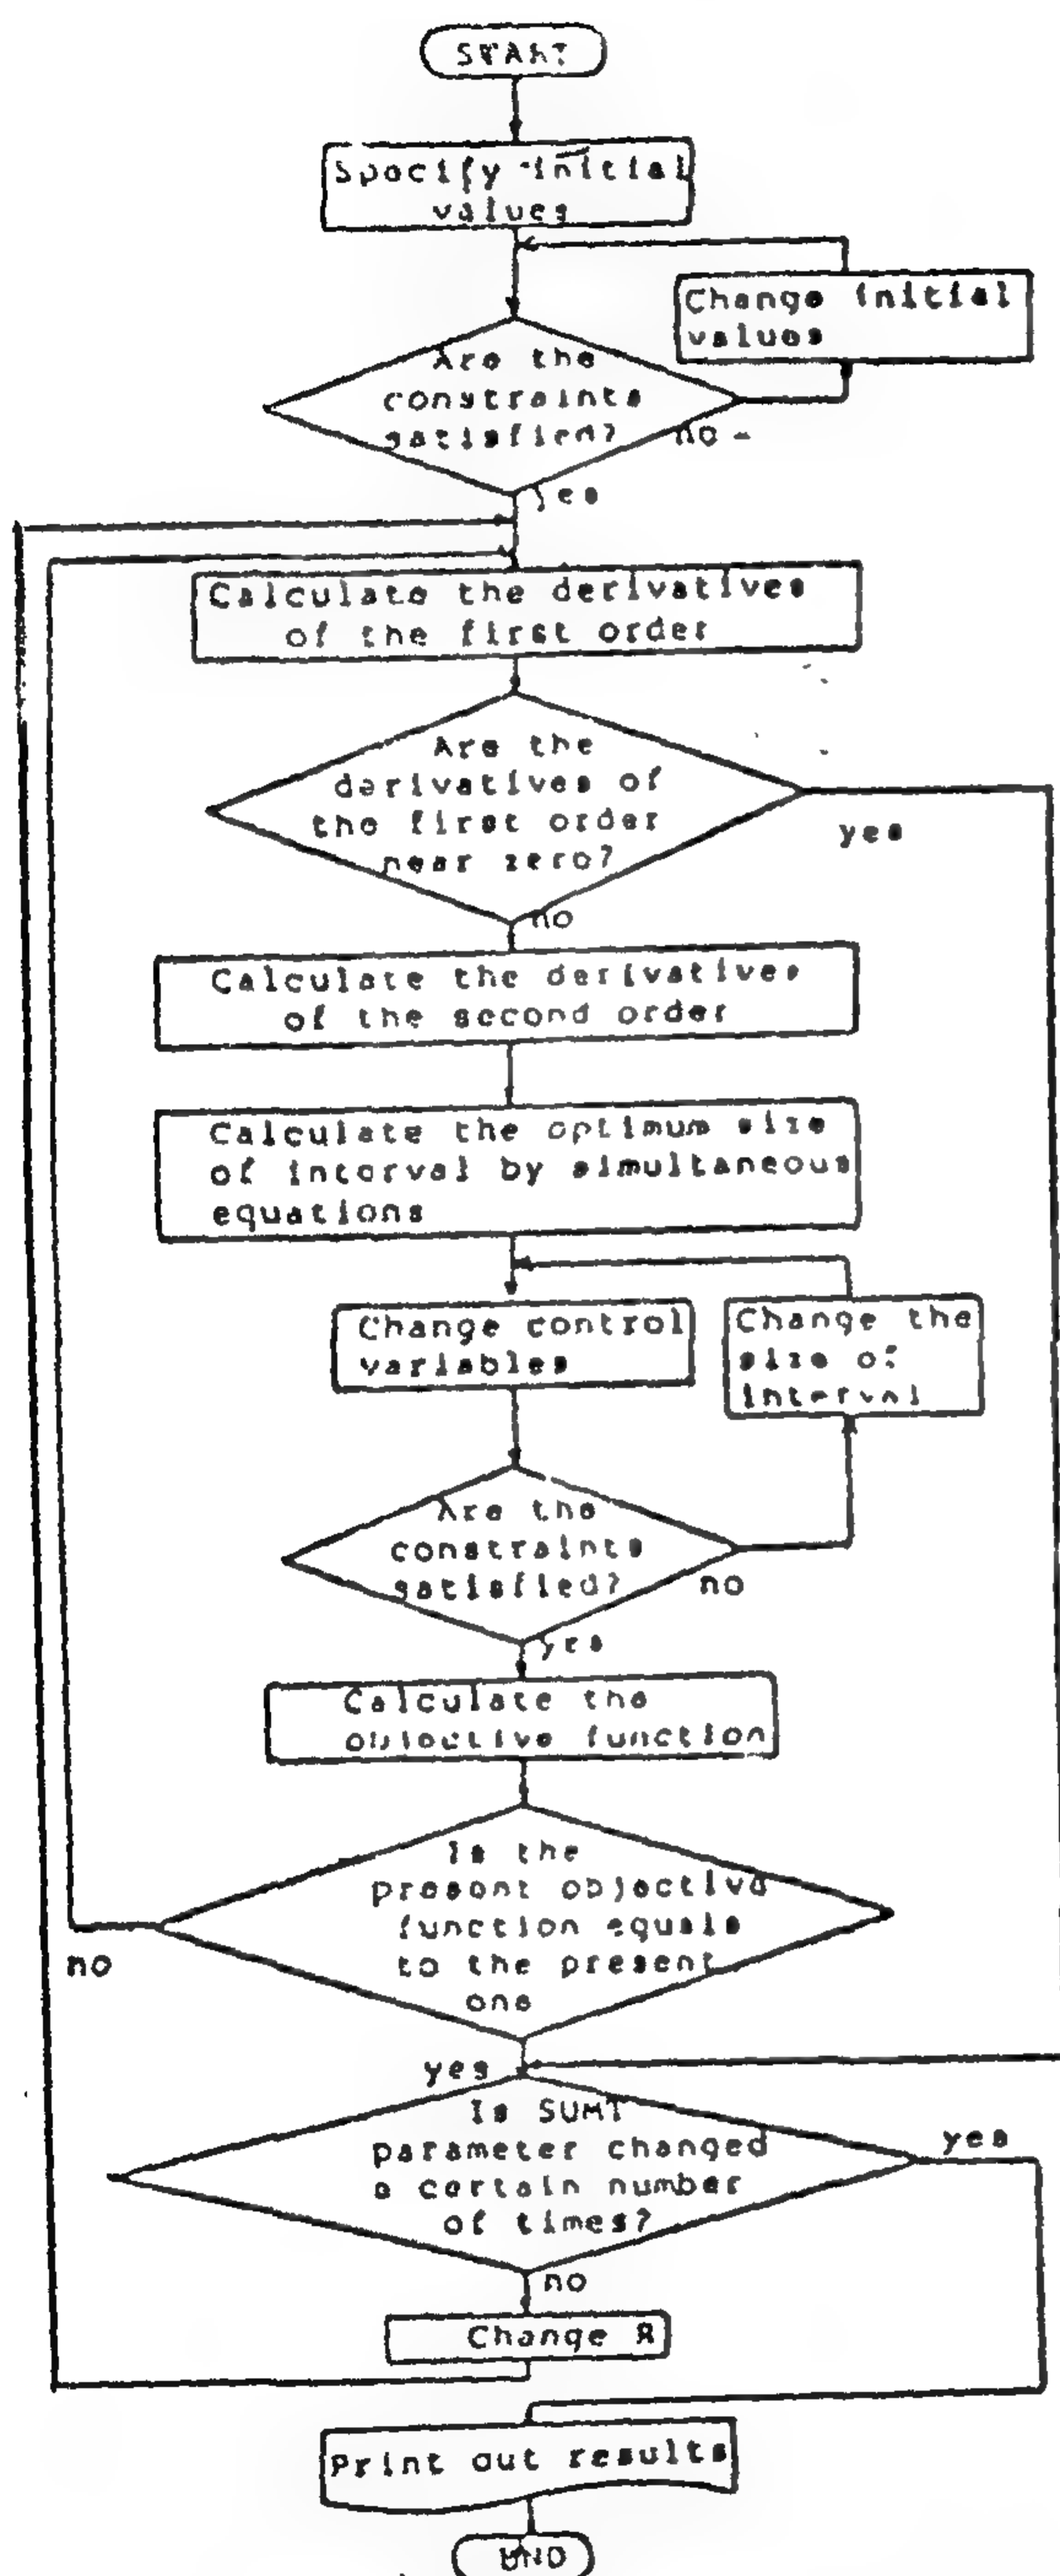 START
Specify initial
values
Change initial
values
Are the
constraints
satisfied?
no
yes
Calculate the derivatives
of the first order
Are the
derivatives of
the first order
near zero?
yes
no
Calculate the derivatives
of the second order
Calculate the optimum size
of interval by simultaneous
equations
Change control
variables
Change the
size of
interval
Are the
constraints
satisfied?
no
yes
Calculate the
objective function
Is the
present objective
function equals
to the present
one
no
yes
Is SUMT
parameter changed
a certain number
of times?
yes
no
Change R
Print out results
END